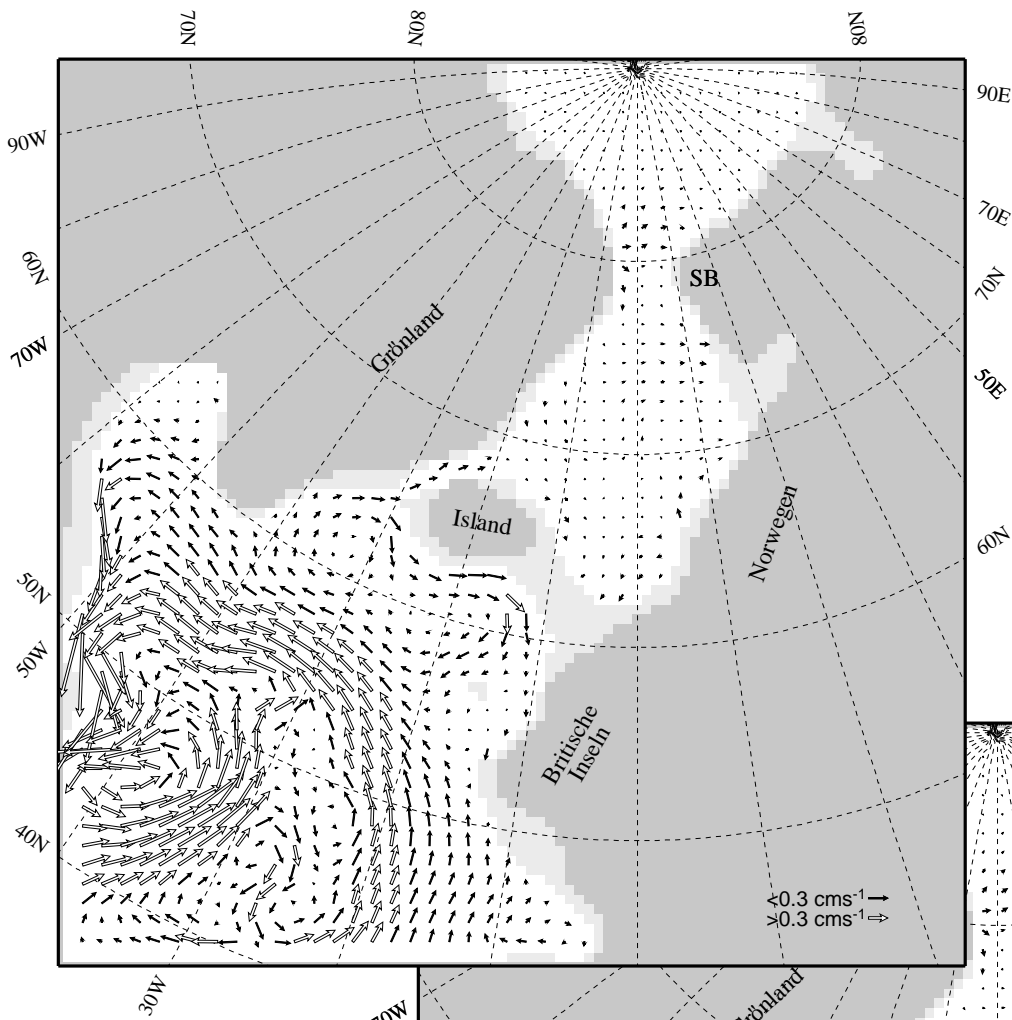 70N
80N
80N
90W
90E
70E
60N
70N
70W
50E
Grönland
SB
Island
Norwegen
60N
50N
50W
Britische
Inseln
40N
<0.3 cms-1
>0.3 cms-1
30W
70W
Grönland